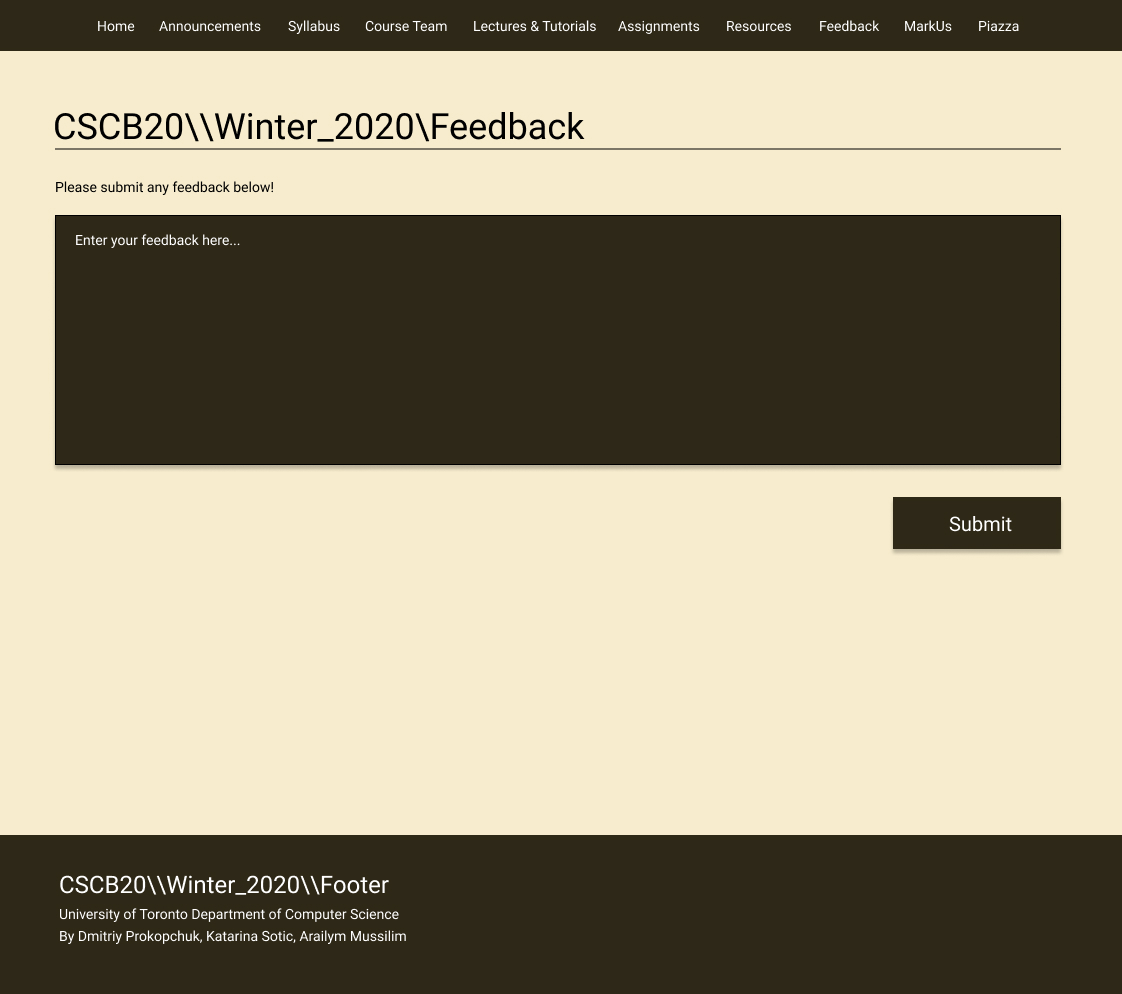 Home Announcements Syllabus Course Team Lectures & Tutorials Assignments Resources Feedback MarkUs Piazza
CSCB20\\Winter_2020\Feedback
Please submit any feedback below!
Enter your feedback here...
Submit
CSCB20\\Winter_2020\\Footer
University of Toronto Department of Computer Science
By Dmitriy Prokopchuk, Katarina Sotic, Arailym Mussilim